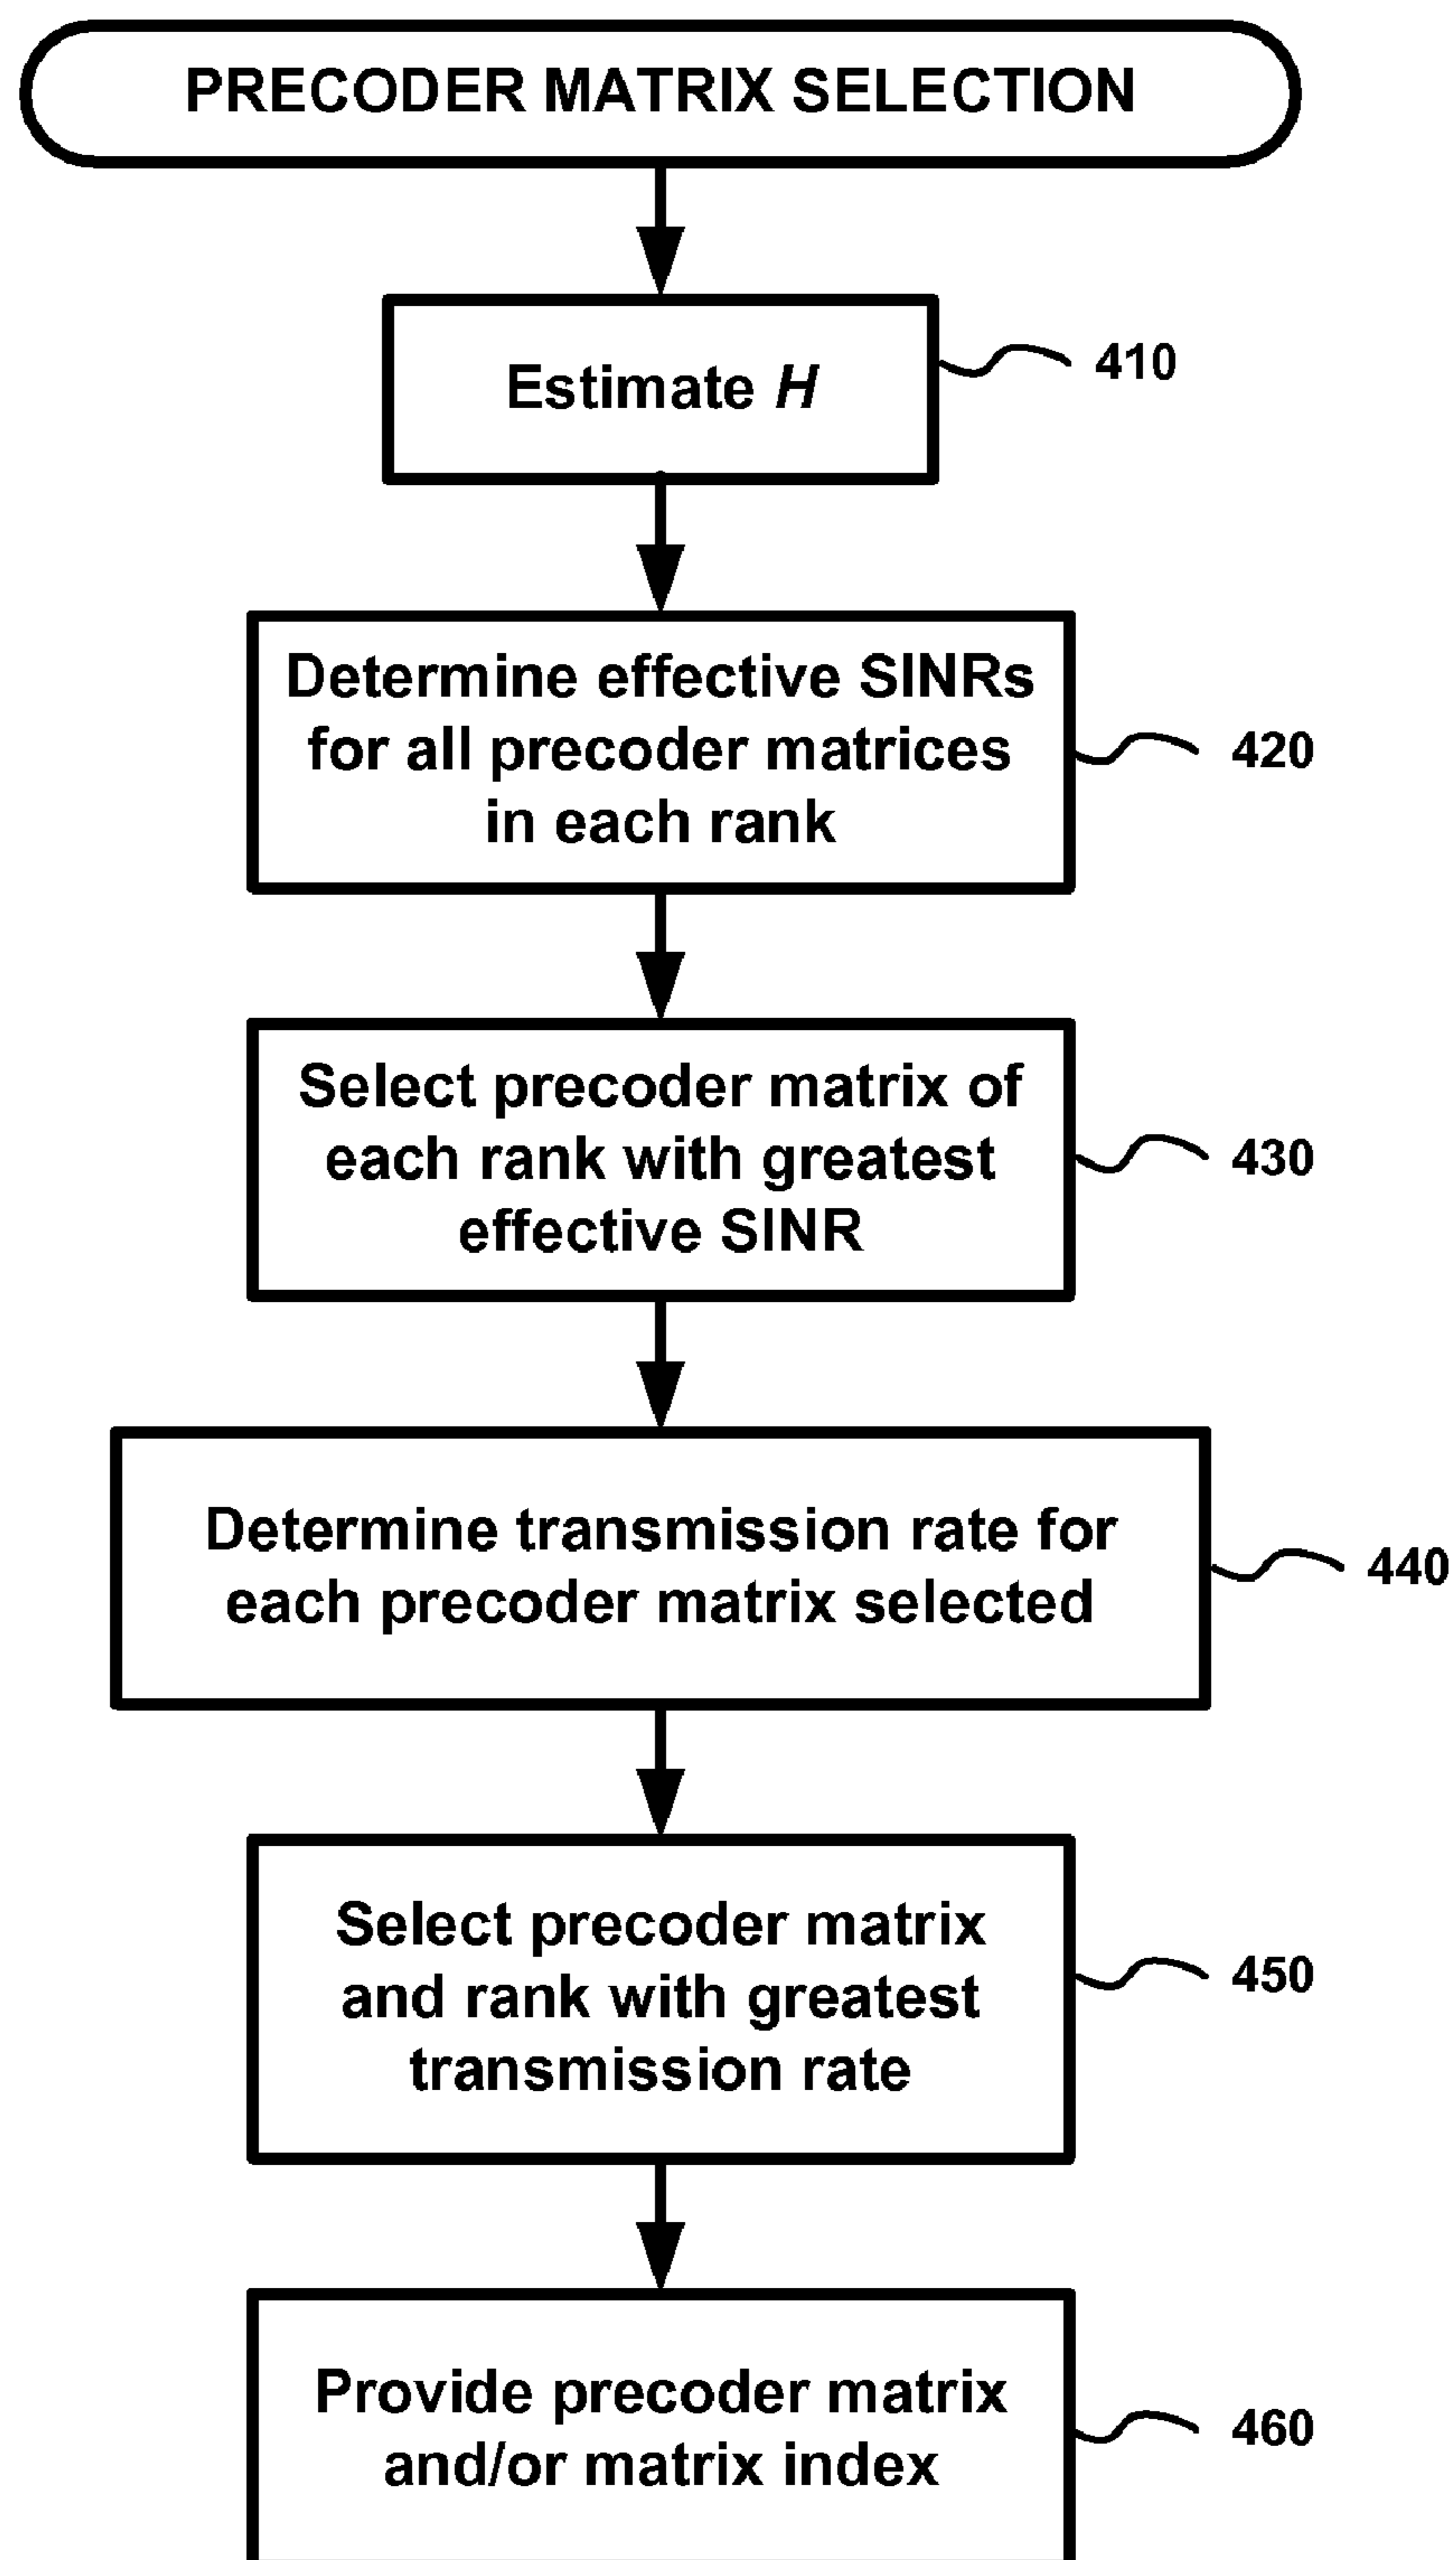 PRECODER MATRIX SELECTION
Estimate H
410
Determine effective SINRs
for all precoder matrices
in each rank
420
Select precoder matrix of
each rank with greatest
effective SINR
430
Determine transmission rate for
each precoder matrix selected
440
Select precoder matrix
and rank with greatest
transmission rate
450
Provide precoder matrix
and/or matrix index
460